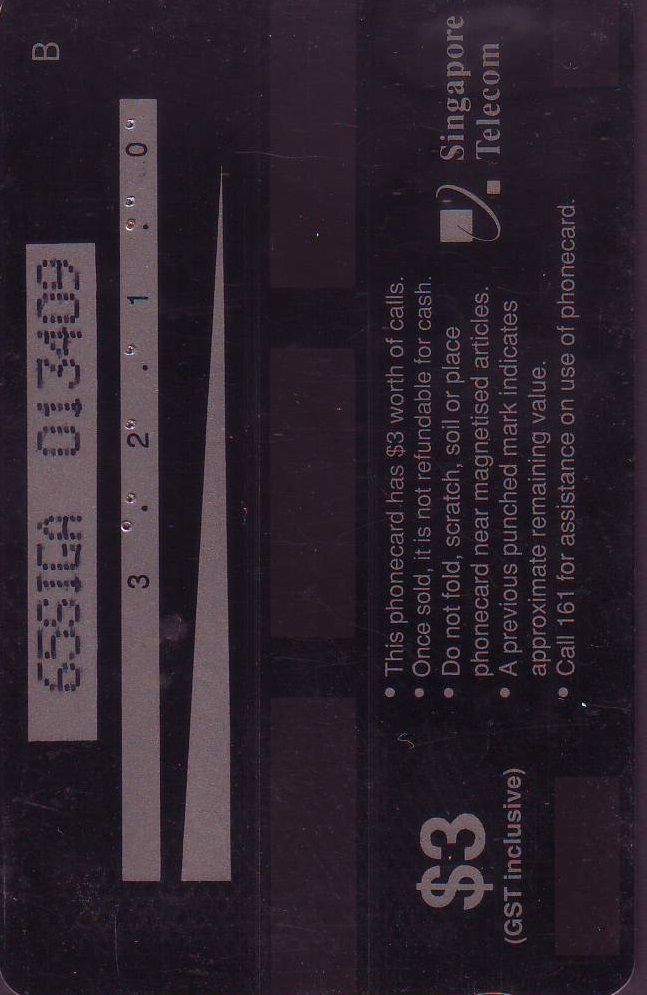 B
63SIGA 013409
3 . 2 . 1 . 0
• This phonecard has $3 worth of calls.
• Once sold, it is not refundable for cash.
• Do not fold, scratch, soil or place
phonecard near magnetised articles.
• A previous punched mark indicates
approximate remaining value.
• Call 161 for assistance on use of phonecard.
$3
(GST inclusive)
Singapore
Telecom